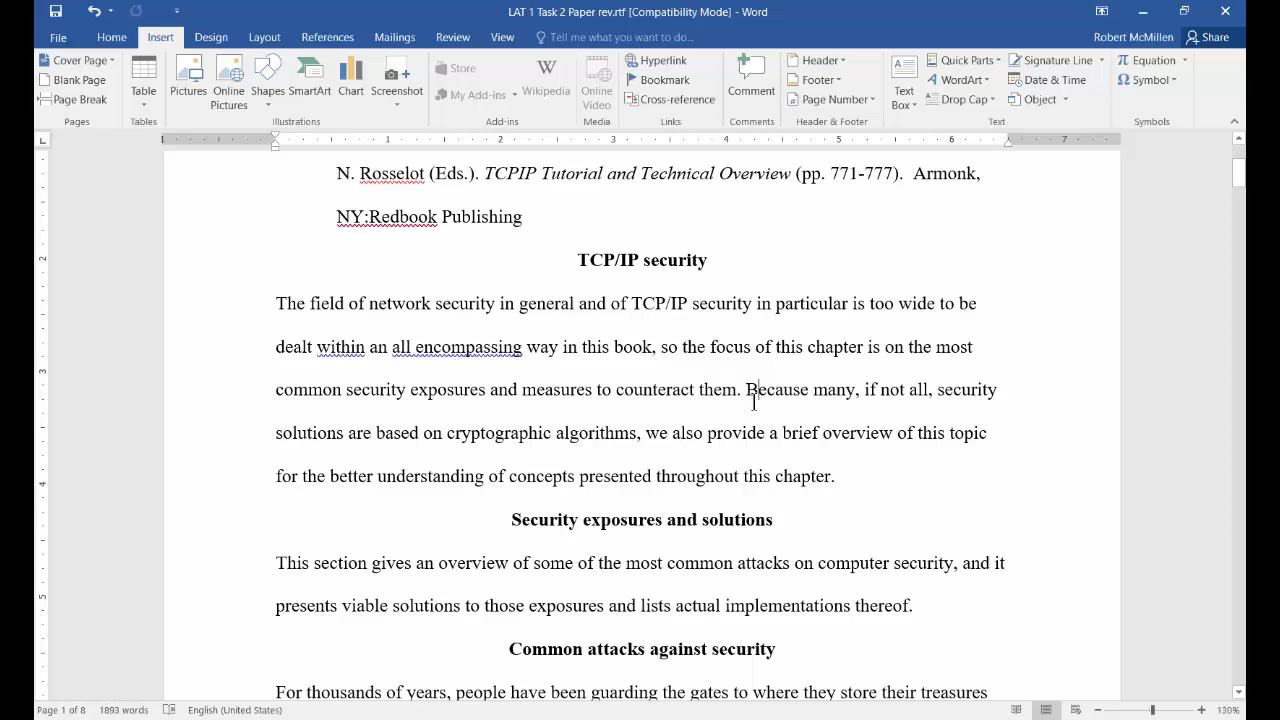 LAT 1 Task 2 Paper rev.rtf [Compatibility Mode] - Word
File Home Insert Design Layout References Mailings Review View Tell me what you want to do... Robert McMillen Share
Cover Page
Blank Page
Page Break
Pages
Table
Tables
Pictures
Online Pictures
Shapes
SmartArt
Chart
Screenshot
Illustrations
Store
My Add-ins
Wikipedia
Add-ins
Online Video
Media
Hyperlink
Bookmark
Cross-reference
Links
Comment
Comments
Header
Footer
Page Number
Header & Footer
Text Box
Quick Parts
WordArt
Drop Cap
Signature Line
Date & Time
Object
Text
Equation
Symbol
Symbols
1 1 2 3 4 5 6 7
2
3
4
5
N. Rosselot (Eds.). TCPIP Tutorial and Technical Overview (pp. 771-777).  Armonk,
NY:Redbook Publishing
TCP/IP security
The field of network security in general and of TCP/IP security in particular is too wide to be
dealt within an all encompassing way in this book, so the focus of this chapter is on the most
common security exposures and measures to counteract them. Because many, if not all, security
solutions are based on cryptographic algorithms, we also provide a brief overview of this topic
for the better understanding of concepts presented throughout this chapter.
Security exposures and solutions
This section gives an overview of some of the most common attacks on computer security, and it
presents viable solutions to those exposures and lists actual implementations thereof.
Common attacks against security
For thousands of years, people have been guarding the gates to where they store their treasures
Page 1 of 8 1893 words English (United States) 130%